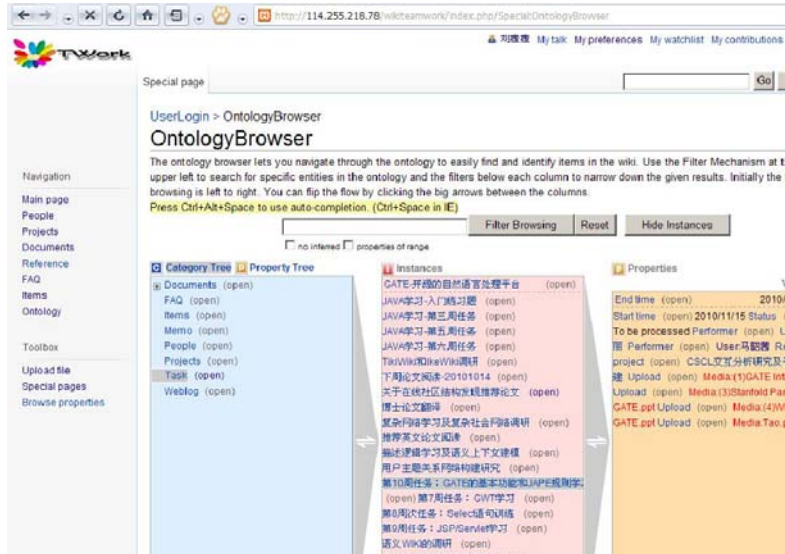 http://114.255.218.78/wikiteamwork/index.php/Special:OntologyBrowser
My talk My preferences My watchlist My contributions
TWork
Special page
Go
UserLogin > OntologyBrowser
OntologyBrowser
The ontology browser lets you navigate through the ontology to easily find and identify items in the wiki. Use the Filter Mechanism at t
upper left to search for specific entities in the ontology and the filters below each column to narrow down the given results. Initially the
browsing is left to right. You can flip the flow by clicking the big arrows between the columns.
Press Ctrl+Alt+Space to use auto-completion. (Ctrl+Space in IE)
Filter Browsing Reset Hide Instances
no inferred properties of range
Navigation
Main page
People
Projects
Documents
Reference
FAQ
Items
Ontology
Toolbox
Upload file
Special pages
Browse properties
Category Tree Property Tree
Documents (open)
FAQ (open)
Items (open)
Memo (open)
People (open)
Projects (open)
Task (open)
Weblog (open)
Instances
GATE-开源的自然语言处理平台 (open)
JAVA学习-入门练习题 (open)
JAVA学习-第三周任务 (open)
JAVA学习-第五周任务 (open)
JAVA学习-第六周任务 (open)
TikiWiki和IkeWiki调研 (open)
下周论文阅读-20101014 (open)
关于在线社区结构发现推荐论文 (open)
博士论文翻译 (open)
复杂网络学习及复杂社会网络调研 (open)
推荐英文论文阅读 (open)
描述逻辑学习及语义上下文建模 (open)
用户主题关系网络构建研究 (open)
第10周任务：GATE的基本功能和JAPE规则学习
(open) 第7周任务：GWT学习 (open)
第8周次任务：Select语句训练 (open)
第9周任务：JSP/Servlet学习 (open)
语义WIKI的调研 (open)
Properties
End time (open) 2010/
Start time (open) 2010/11/15 Status
To be processed Performer (open) U
丽 Performer (open) User:马韶茜 Re
project (open) CSCL交互分析研究及
建 Upload (open) Media:(1)GATE Int
Upload (open) Media:(3)Stanfold Par
GATE.ppt Upload (open) Media:(4)W
GATE.ppt Upload (open) Media:Tao.p